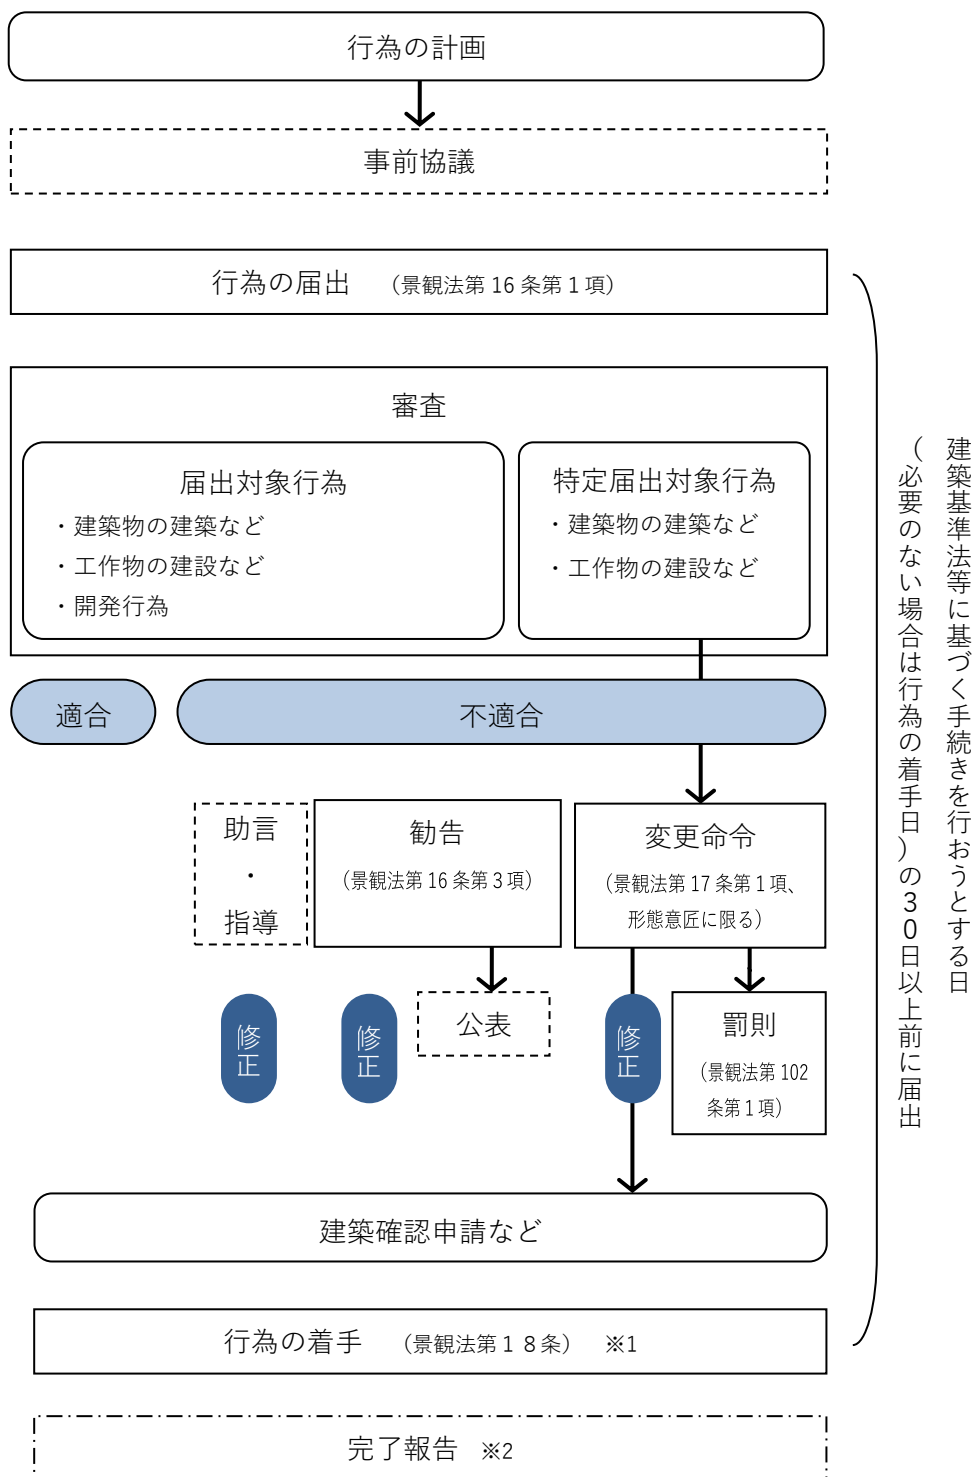 行為の計画
事前協議
行為の届出 （景観法第 16 条第 1 項）
審査
届出対象行為
・建築物の建築など
・工作物の建設など
・開発行為
特定届出対象行為
・建築物の建築など
・工作物の建設など
適合
不適合
助言
・
指導
勧告
（景観法第 16 条第 3 項）
変更命令
（景観法第 17 条第 1 項、
形態意匠に限る）
修正
修正
公表
修正
罰則
（景観法第 102
条第 1 項）
建築確認申請など
行為の着手 （景観法第１８条） ※1
完了報告 ※2
建築基準法等に基づく手続きを行おうとする日
（必要のない場合は行為の着手日）の３０日以上前に届出